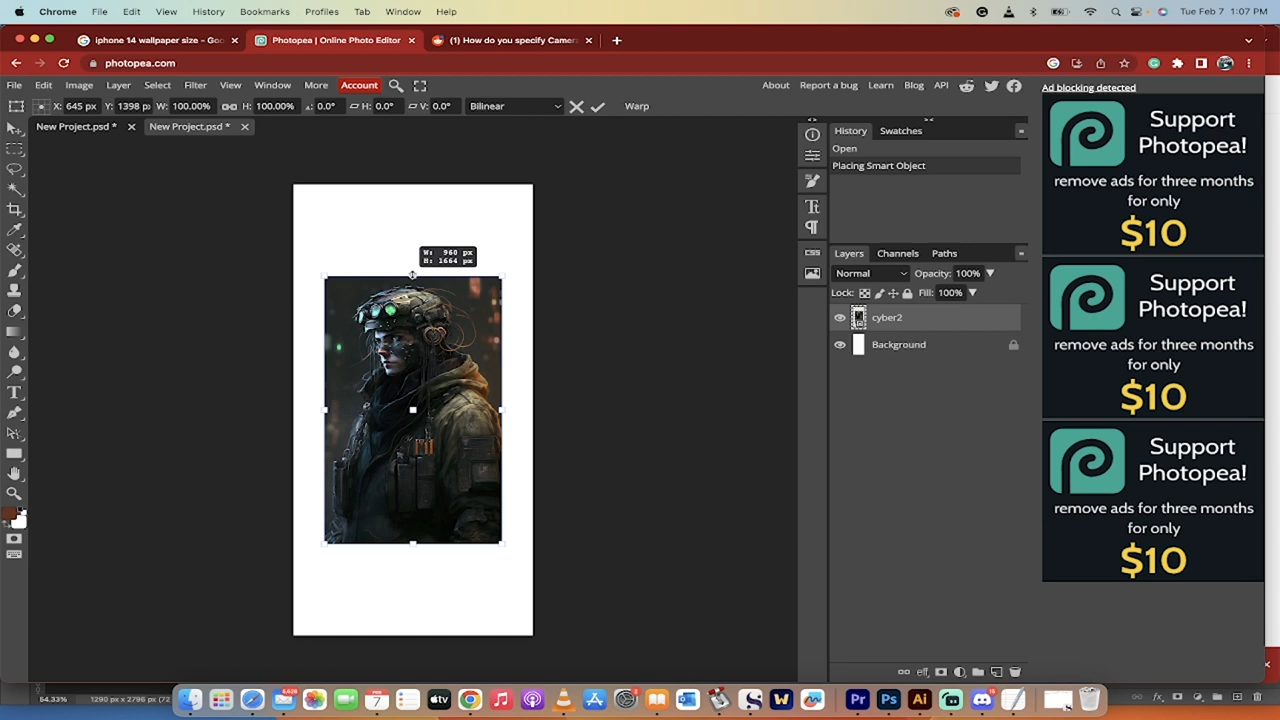 Chrome File Edit View History Bookmarks Profiles Tab Window Help Tue Feb 7 1:07 PM
iphone 14 wallpaper size - Goo
Photopea | Online Photo Editor
(1) How do you specify Camera
photopea.com
File Edit Image Layer Select Filter View Window More Account
About Report a bug Learn Blog API
X: 645 px Y: 1398 p W: 100.00% H: 100.00% 0.0° H: 0.0° V: 0.0° Bilinear Warp
Ad blocking detected
New Project.psd * New Project.psd *
History Swatches
Open
Placing Smart Object
W: 960 px
H: 1664 px
CSS
Layers Channels Paths
Normal Opacity: 100%
Lock: Fill: 100%
cyber2
Background
Support
Photopea!
remove ads for three months
for only
$10
Support
Photopea!
remove ads for three months
for only
$10
Support
Photopea!
remove ads for three months
for only
$10
eff
54.33% 1290 px x 2796 px (72